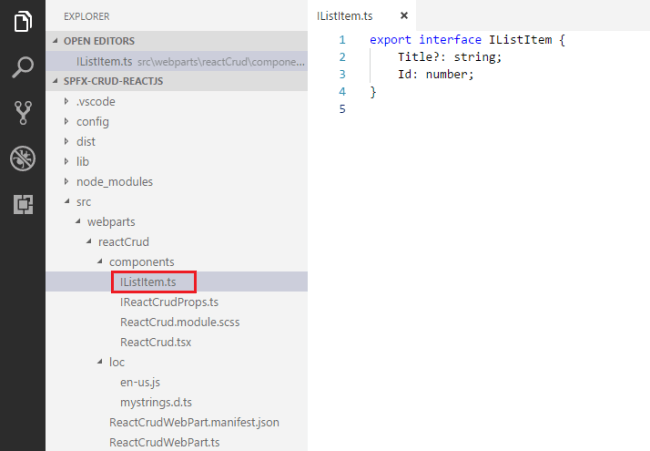 EXPLORER
OPEN EDITORS
IListItem.ts src\webparts\reactCrud\compone...
SPFX-CRUD-REACTJS
.vscode
config
dist
lib
node_modules
src
webparts
reactCrud
components
IListItem.ts
IReactCrudProps.ts
ReactCrud.module.scss
ReactCrud.tsx
loc
en-us.js
mystrings.d.ts
ReactCrudWebPart.manifest.json
ReactCrudWebPart.ts
IListItem.ts
1 export interface IListItem {
2 Title?: string;
3 Id: number;
4 }
5